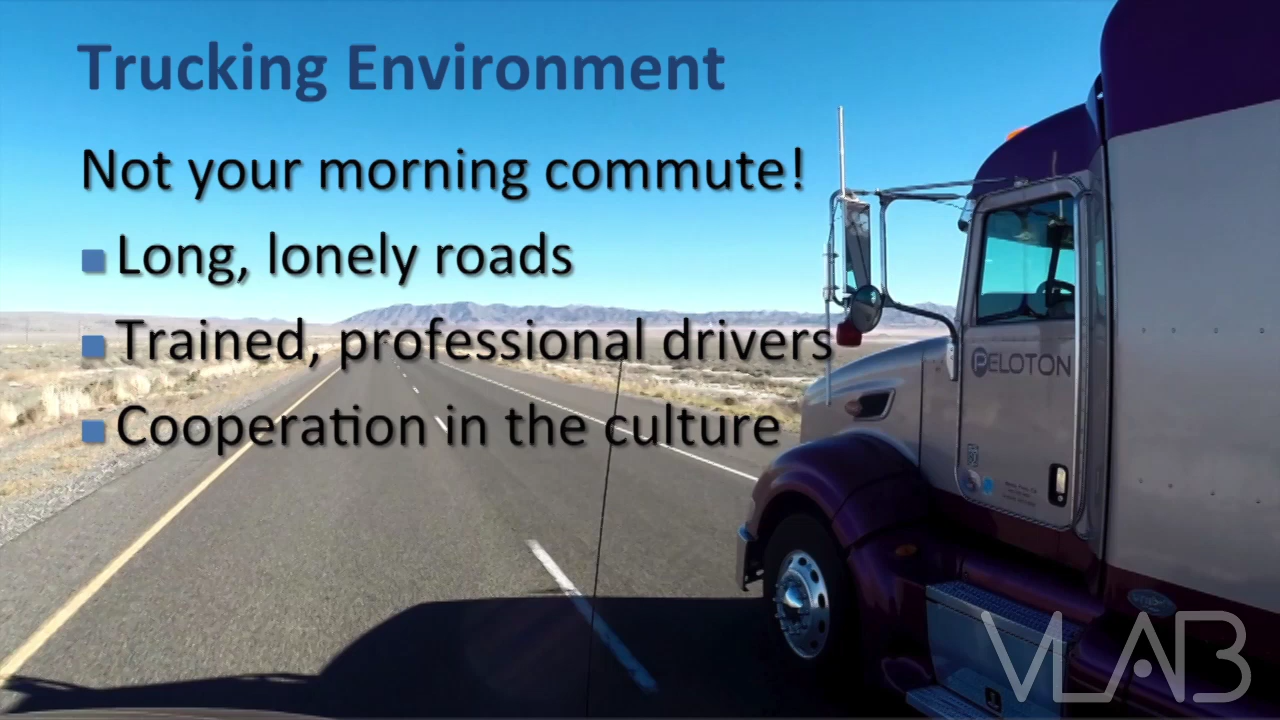 Trucking Environment
Not your morning commute!
Long, lonely roads
Trained, professional drivers
Cooperation in the culture
PELOTON
VLAB